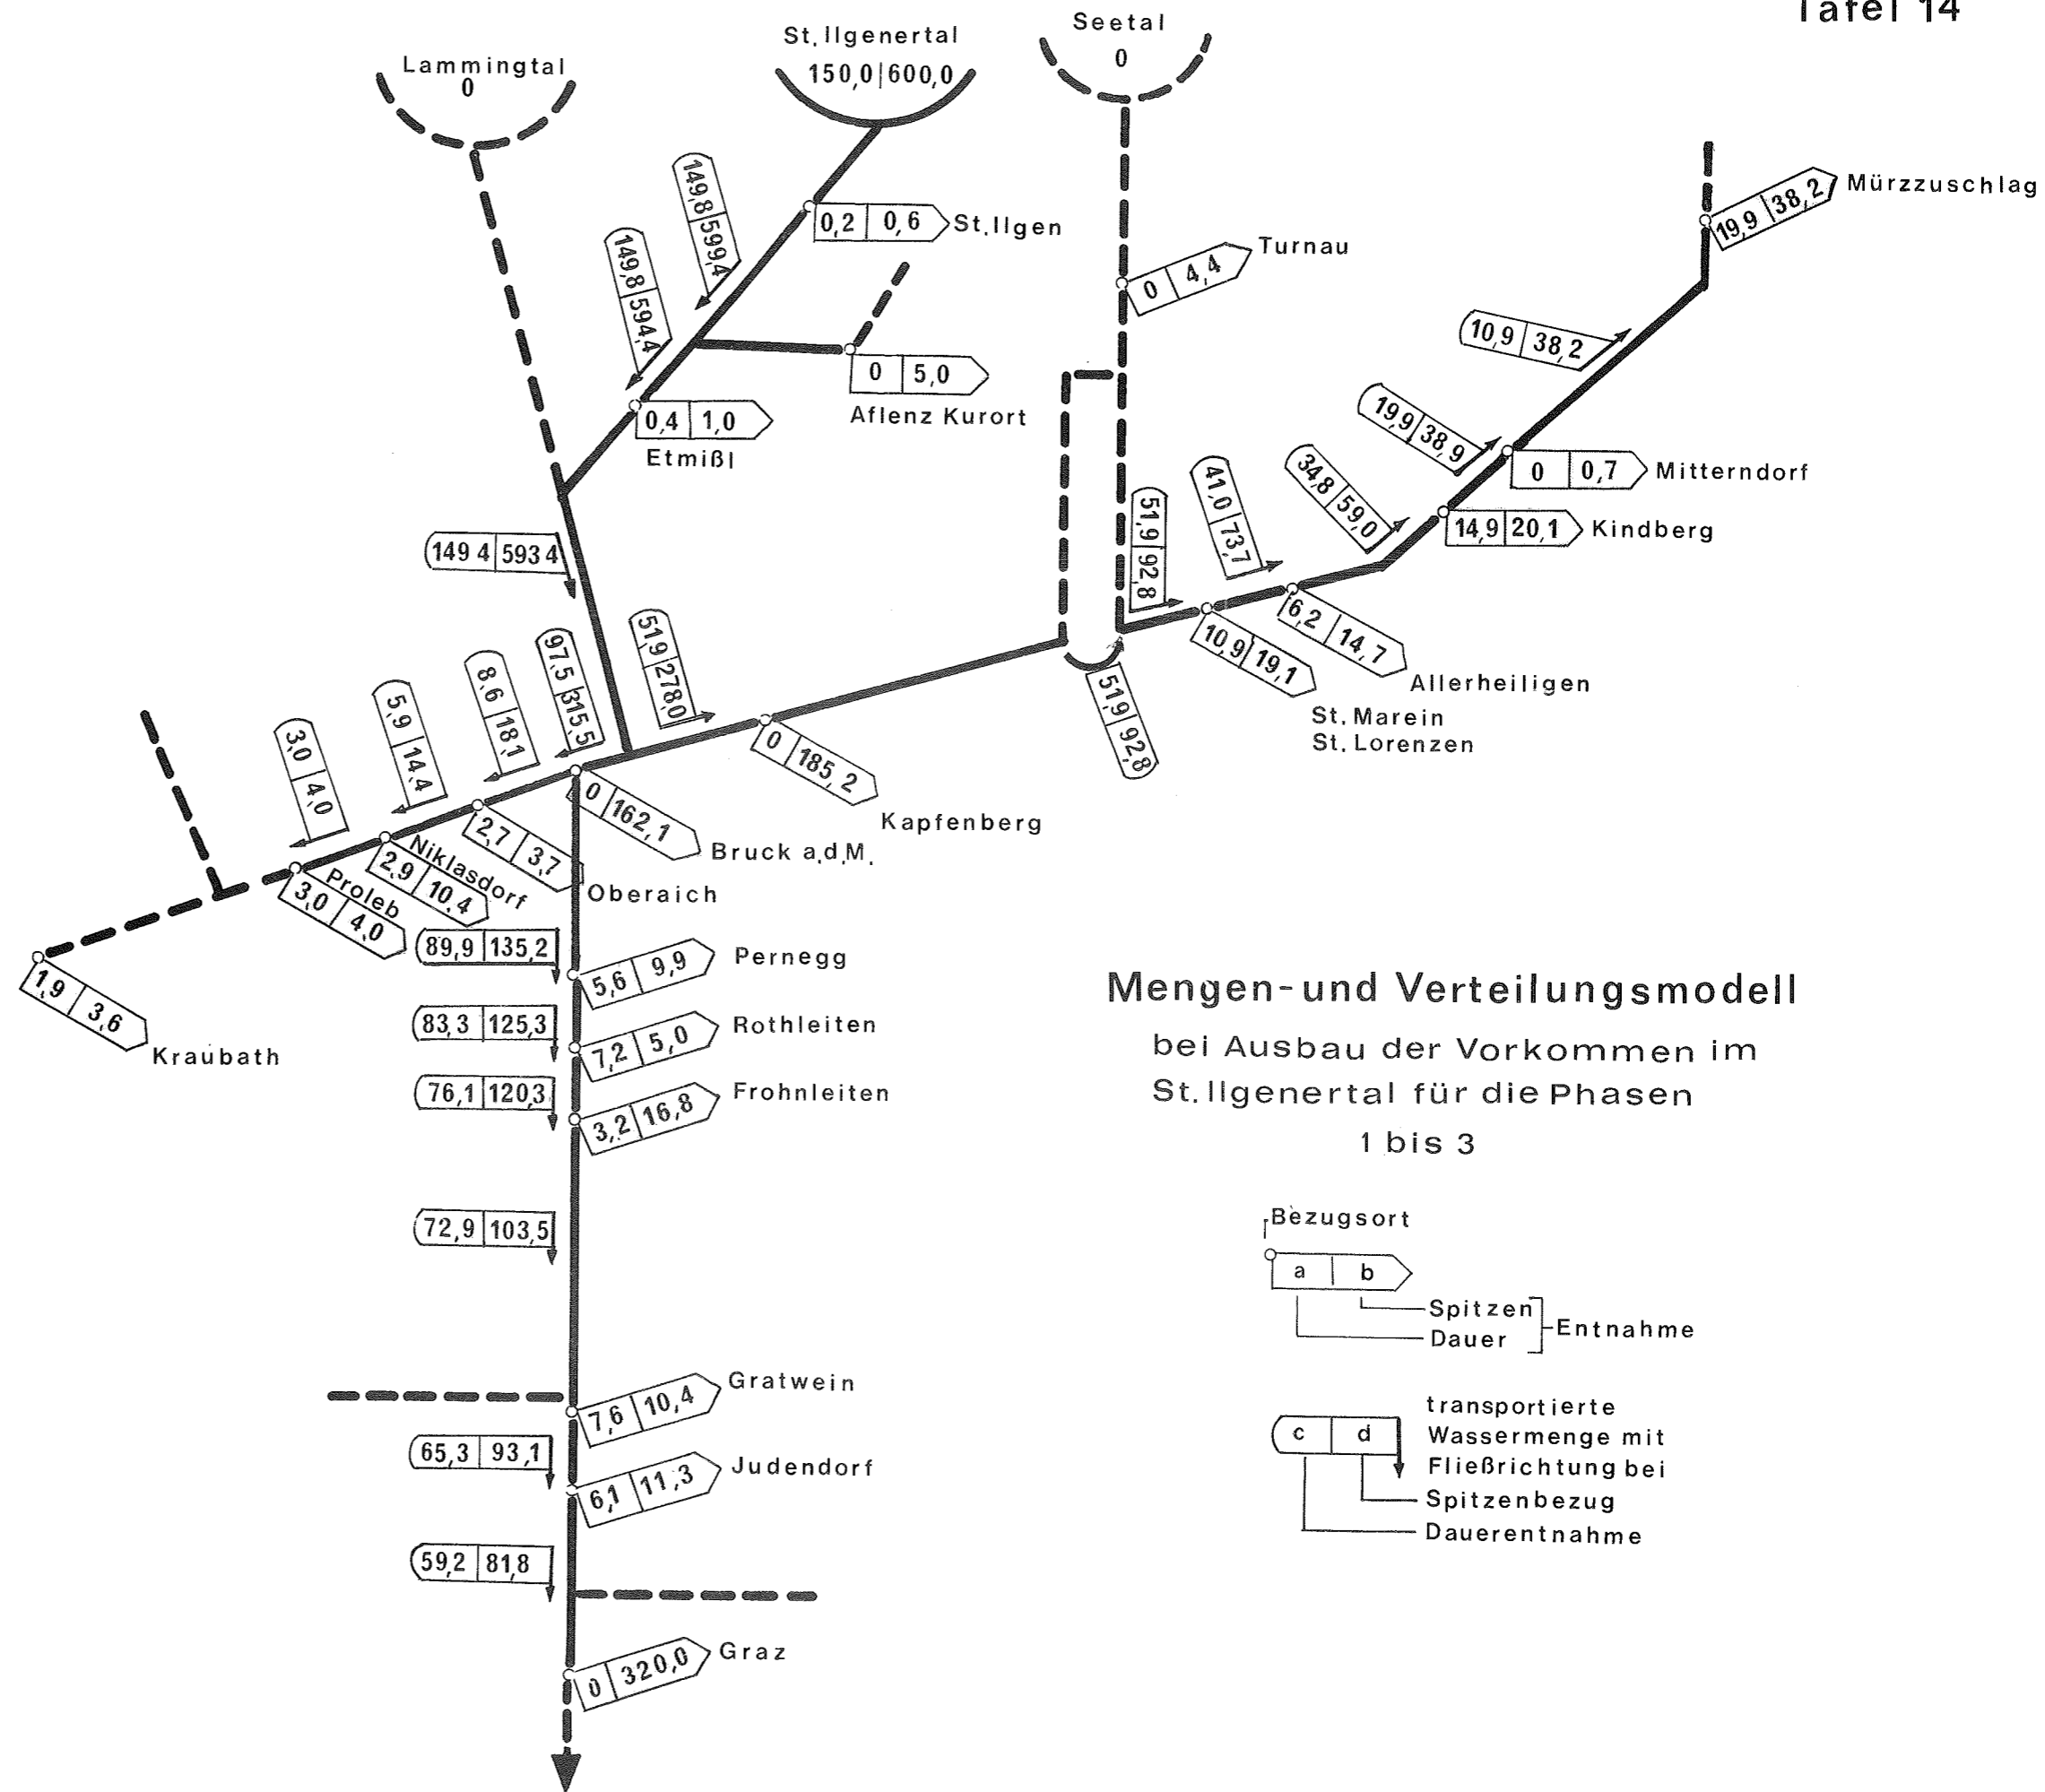 Tafel 14
Lammingtal
0
St. Ilgenertal
150,0|600,0
Seetal
0
149,8|599,4
149,8|594,4
0,2|0,6
St. Ilgen
0|5,0
Aflenz Kurort
0,4|1,0
Etmißl
149 4|593 4
0|4,4
Turnau
19,9|38,2
Mürzzuschlag
10,9|38,2
19,9|38,9
0|0,7
Mitterndorf
34,8|59,0
14,9|20,1
Kindberg
41,0|73,7
51,9|92,8
6,2|14,7
Allerheiligen
10,9|19,1
St. Marein
St. Lorenzen
51,9|92,8
51,9|278,0
0|185,2
Kapfenberg
97,5|315,5
8,6|18,1
5,9|14,4
3,0|4,0
0|162,1
Bruck a.d.M.
2,7|3,7
Oberaich
Niklasdorf
2,9|10,4
Proleb
3,0|4,0
1,9|3,6
Kraubath
89,9|135,2
5,6|9,9
Pernegg
83,3|125,3
7,2|5,0
Rothleiten
76,1|120,3
3,2|16,8
Frohnleiten
72,9|103,5
7,6|10,4
Gratwein
65,3|93,1
6,1|11,3
Judendorf
59,2|81,8
0|320,0
Graz
Mengen-und Verteilungsmodell
bei Ausbau der Vorkommen im
St. Ilgenertal für die Phasen
1 bis 3
Bezugsort
a|b
Spitzen
Dauer
Entnahme
c|d
transportierte
Wassermenge mit
Fließrichtung bei
Spitzenbezug
Dauerentnahme